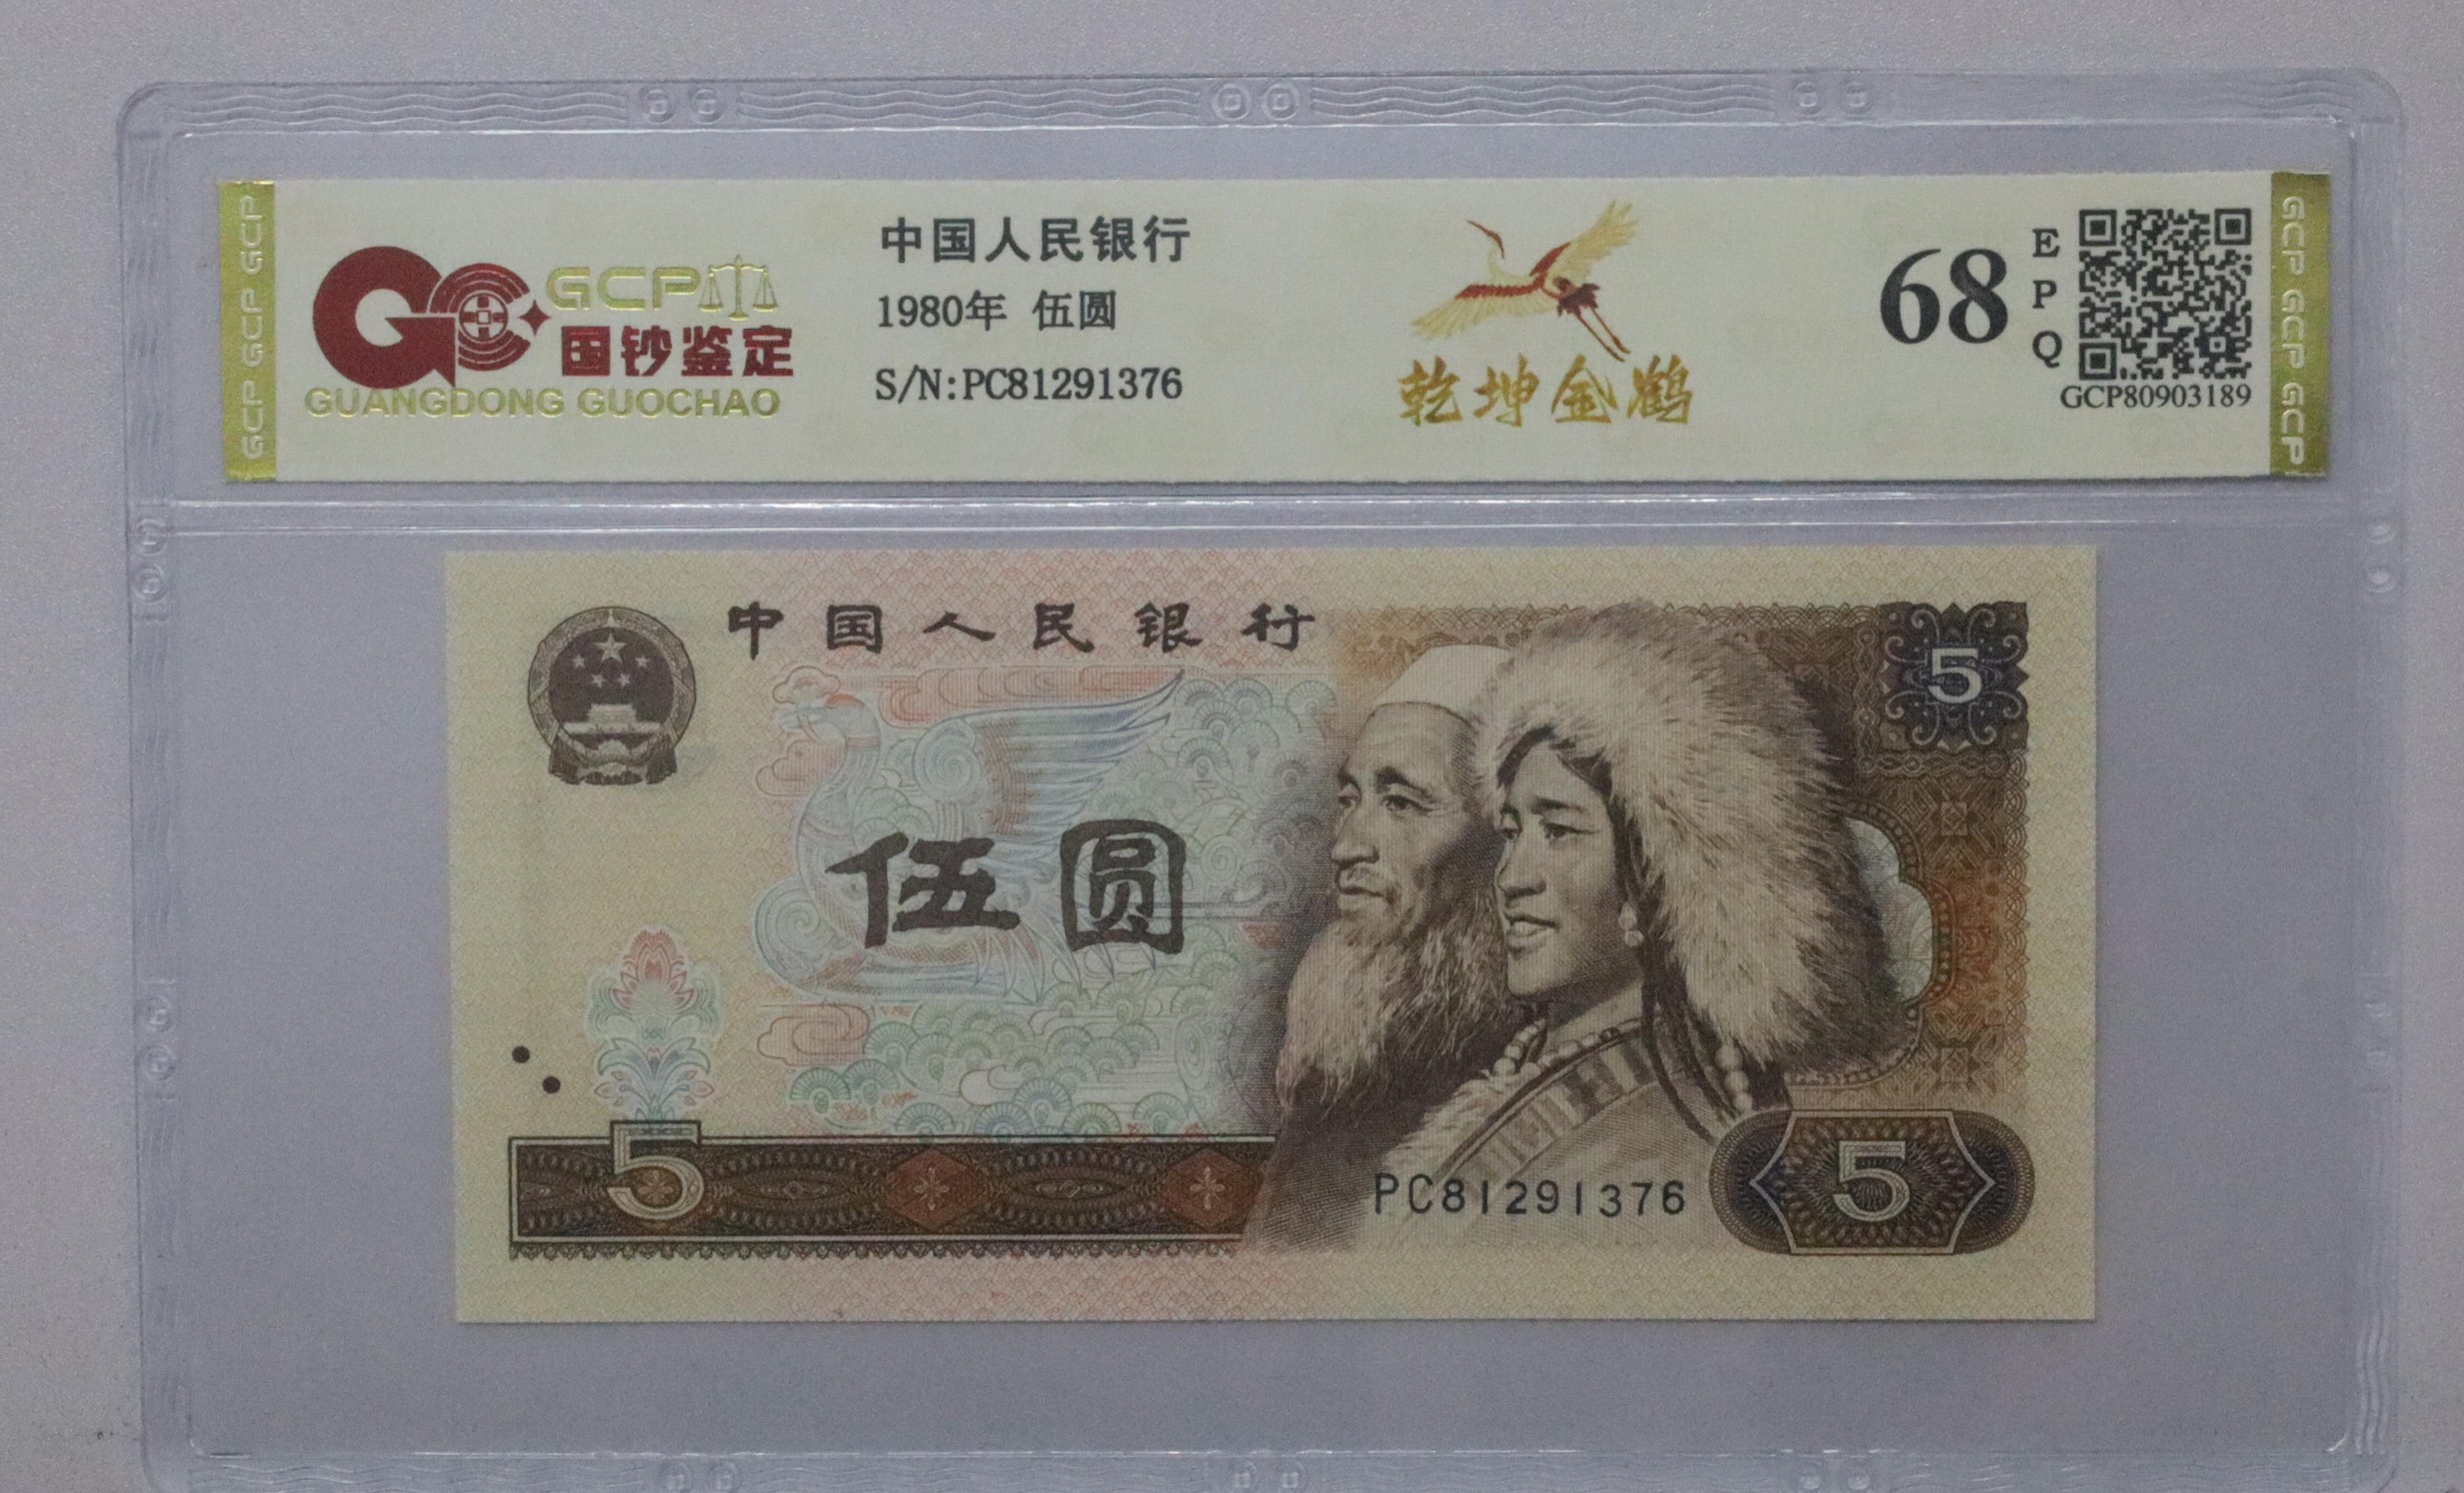 GCP GCP GCP
GCP
国钞鉴定
GUANGDONG GUOCHAO
中国人民银行
1980年 伍圆
S/N:PC81291376
乾坤金鹤
68
E
P
Q
GCP80903189
GCP GCP GCP
中国人民银行
5
伍圆
5
PC81291376
5